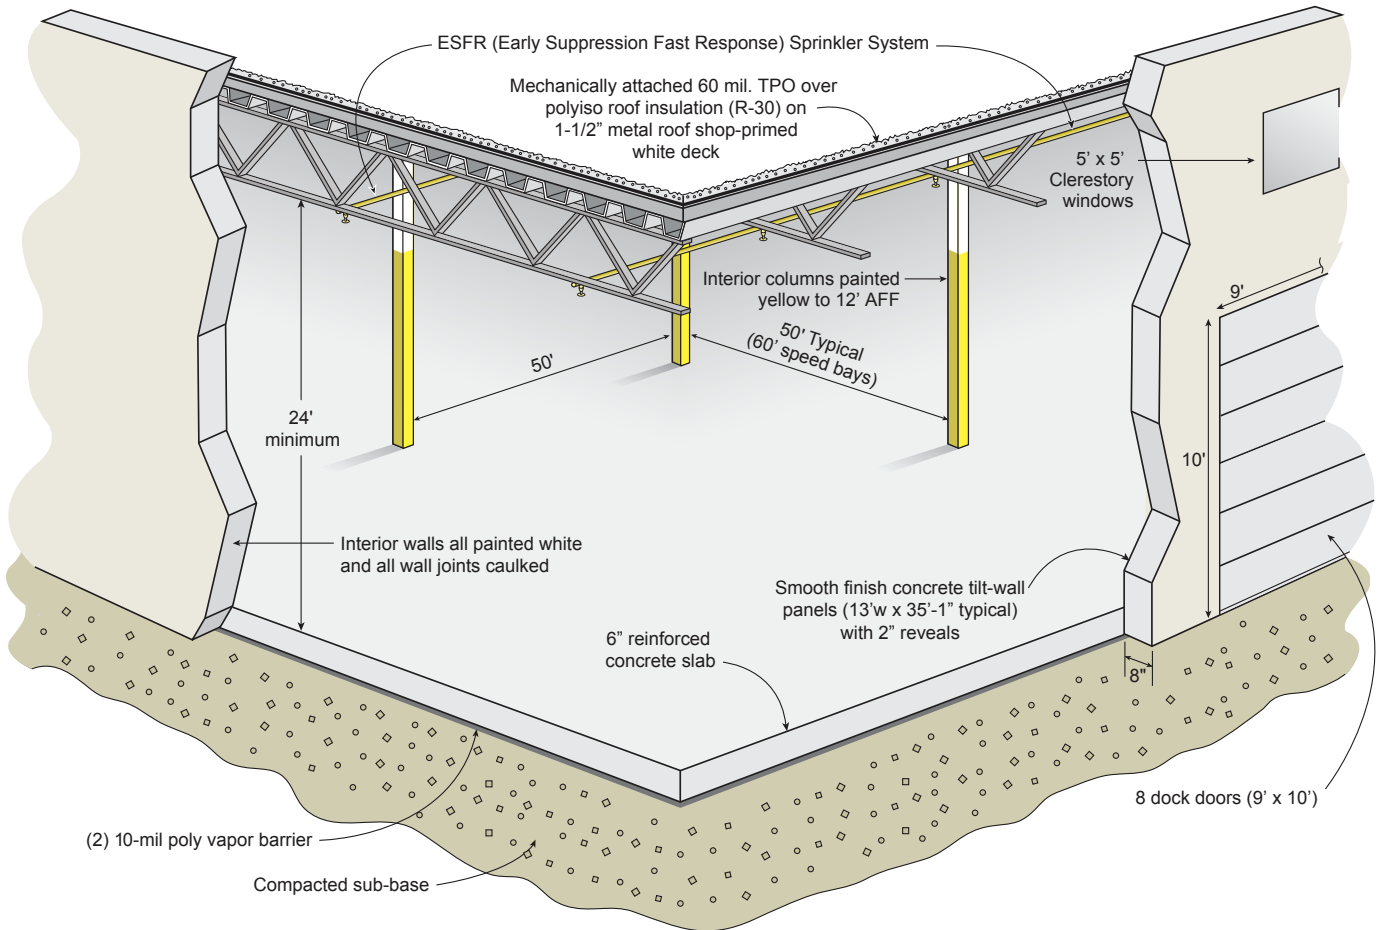 ESFR (Early Suppression Fast Response) Sprinkler System
Mechanically attached 60 mil. TPO over
polyiso roof insulation (R-30) on
1-1/2” metal roof shop-primed
white deck
5’ x 5’
Clerestory
windows
Interior columns painted
yellow to 12’ AFF
9'
50'
50' Typical
(60’ speed bays)
24'
minimum
10'
Interior walls all painted white
and all wall joints caulked
Smooth finish concrete tilt-wall
panels (13’w x 35’-1” typical)
with 2” reveals
6” reinforced
concrete slab
8"
8 dock doors (9’ x 10’)
(2) 10-mil poly vapor barrier
Compacted sub-base